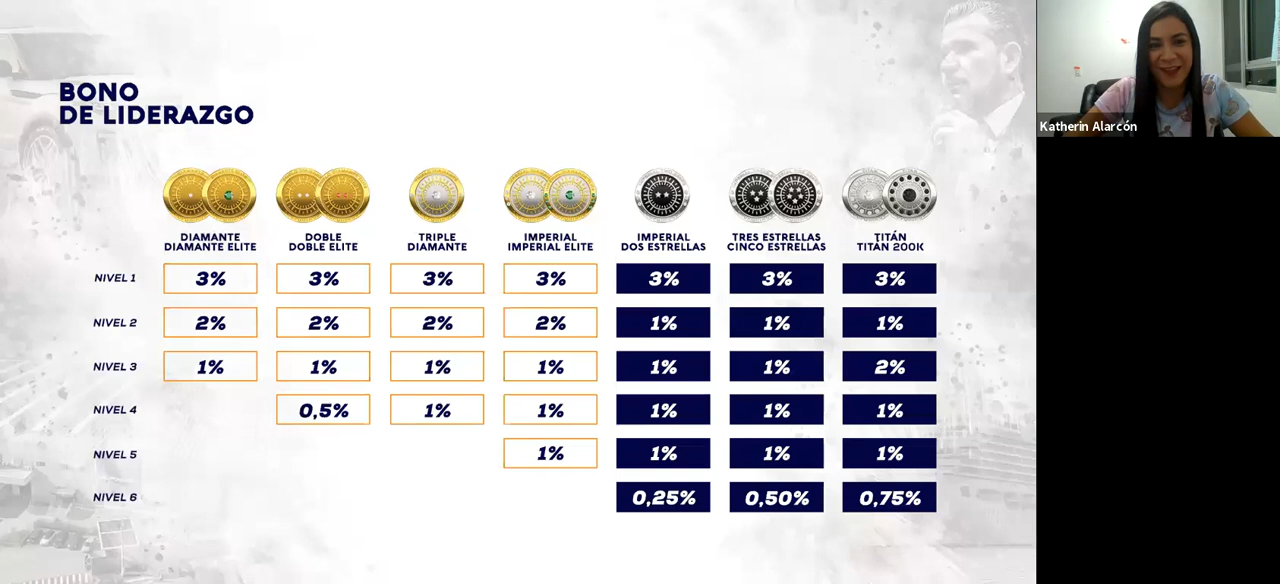 BONO
DE LIDERAZGO
Katherin Alarcón
DIAMANTE
DIAMANTE ELITE
DOBLE
DOBLE ELITE
TRIPLE
DIAMANTE
IMPERIAL
IMPERIAL ELITE
IMPERIAL
DOS ESTRELLAS
TRES ESTRELLAS
CINCO ESTRELLAS
TITÁN
TITÁN 200K
NIVEL 1 3% 3% 3% 3% 3% 3% 3%
NIVEL 2 2% 2% 2% 2% 1% 1% 1%
NIVEL 3 1% 1% 1% 1% 1% 1% 2%
NIVEL 4 0,5% 1% 1% 1% 1% 1%
NIVEL 5 1% 1% 1% 1%
NIVEL 6 0,25% 0,50% 0,75%